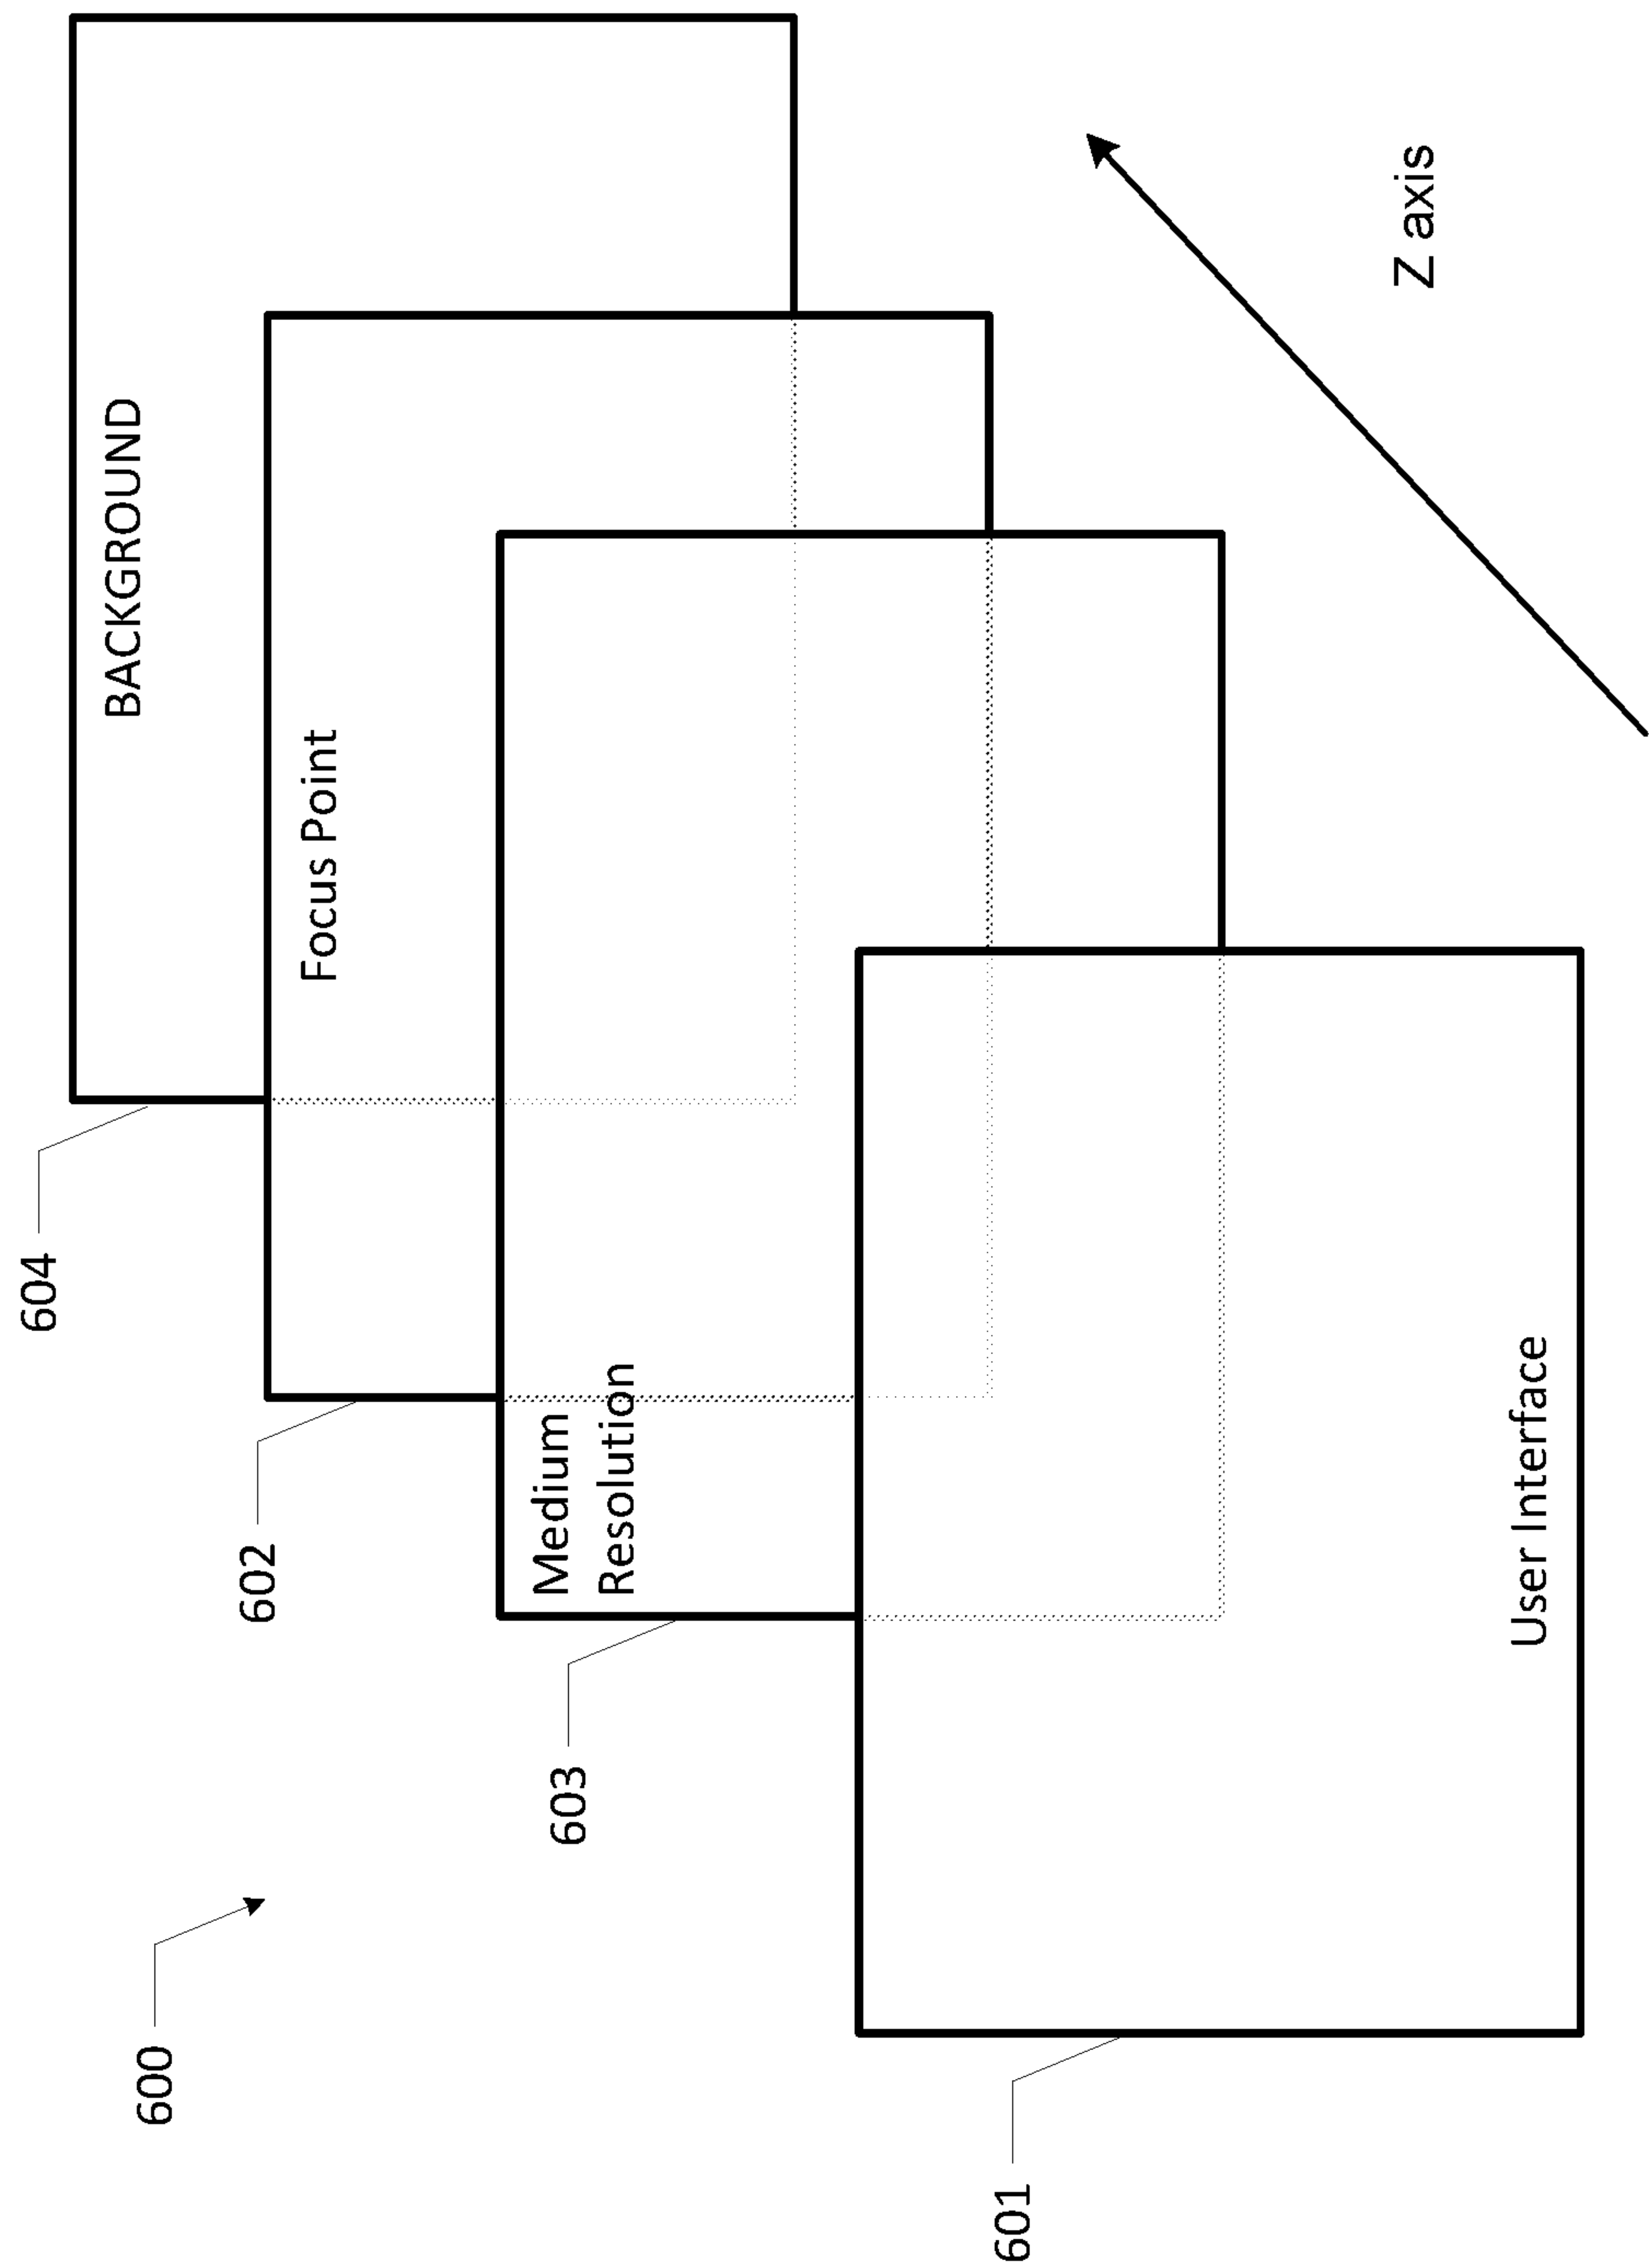 604
BACKGROUND
600
602
Focus Point
603
Medium
Resolution
601
Z axis
User Interface